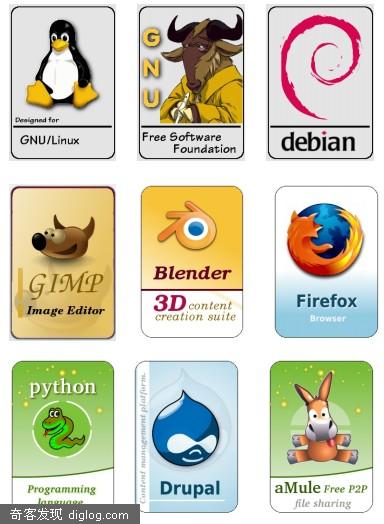 Designed for
GNU/Linux
GNU
Free Software
Foundation
debian
GIMP
Image Editor
Blender
3D content
creation suite
Firefox
Browser
python
Programming
language
Content management platform.
Drupal
aMule Free P2P
file sharing
奇客发现 diglog.com